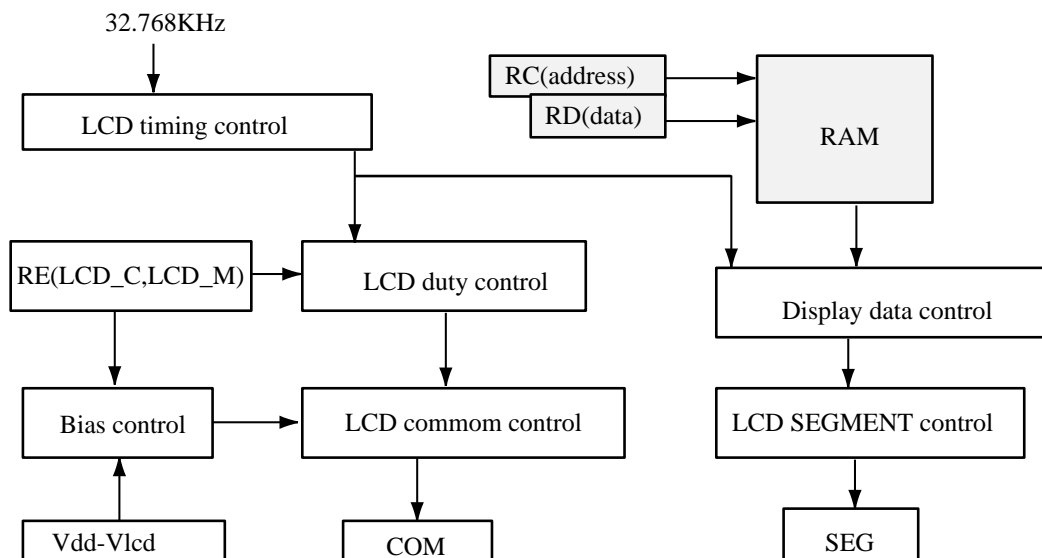 32.768KHz
RC(address)
RD(data)
LCD timing control
RAM
RE(LCD_C,LCD_M)
LCD duty control
Display data control
Bias control
LCD commom control
LCD SEGMENT control
Vdd-Vlcd
COM
SEG